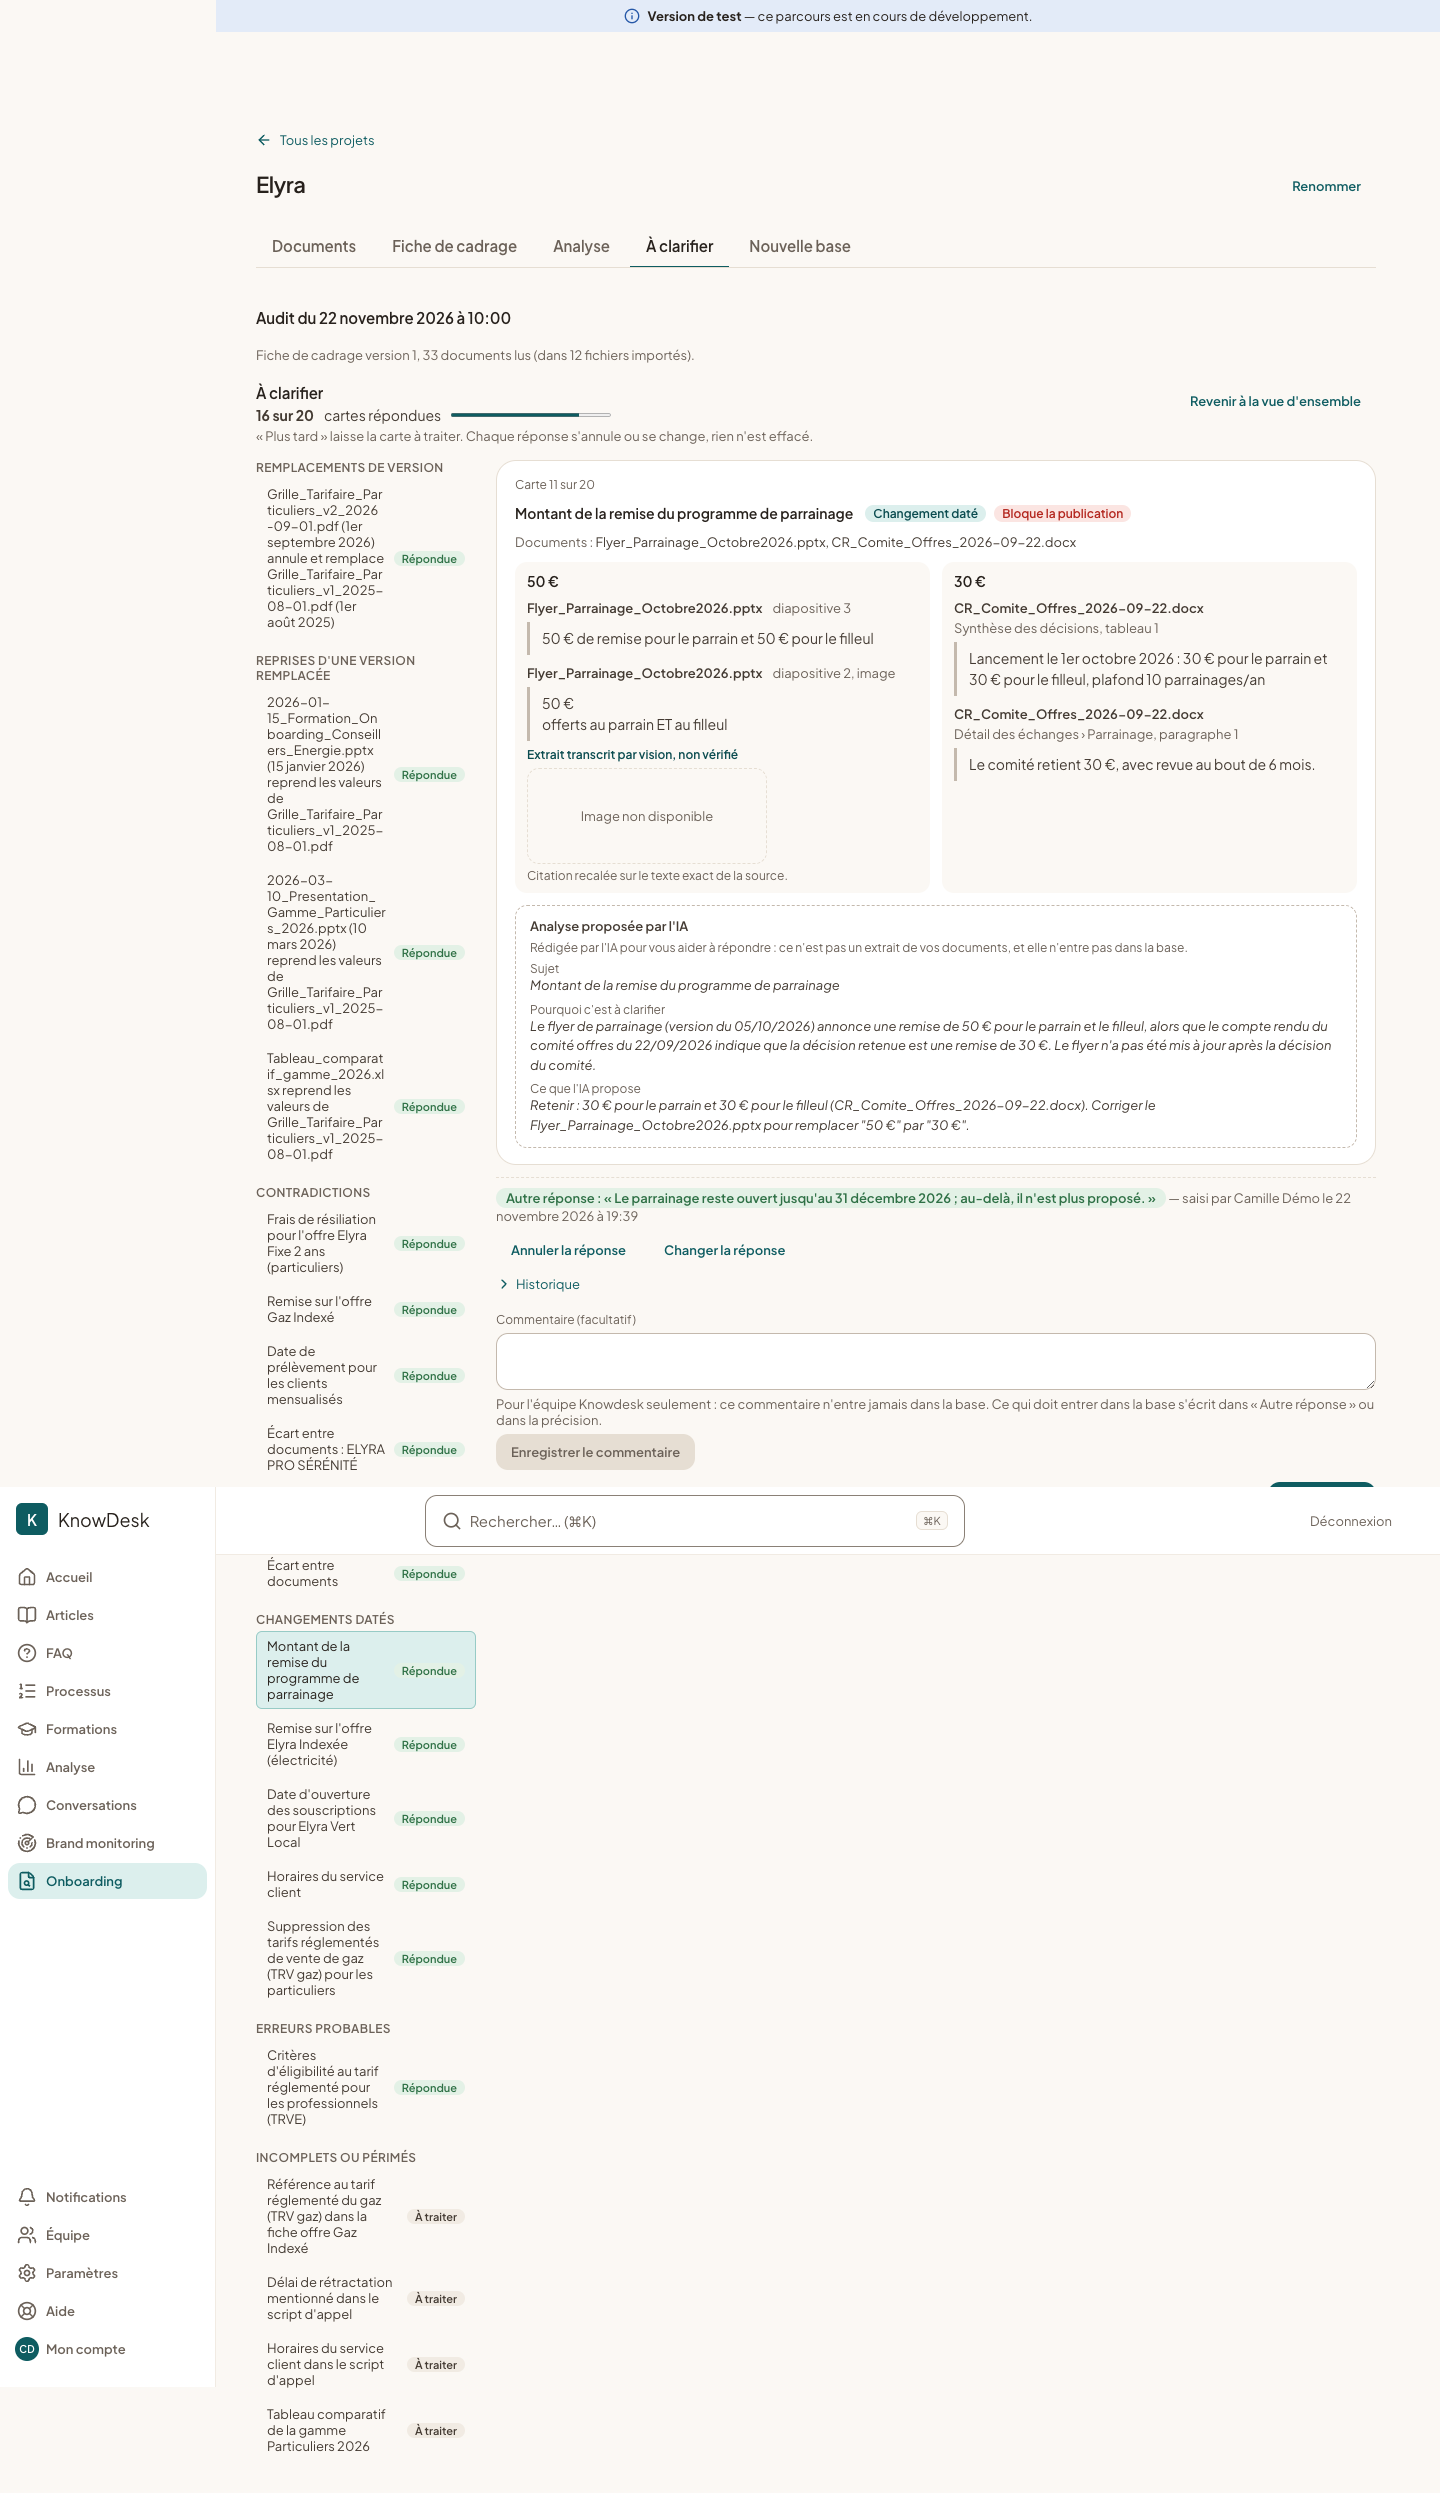 Version de test — ce parcours est en cours de développement.
Tous les projets
Elyra
Renommer
Documents
Fiche de cadrage
Analyse
À clarifier
Nouvelle base
Audit du 22 novembre 2026 à 10:00
Fiche de cadrage version 1, 33 documents lus (dans 12 fichiers importés).
À clarifier
16 sur 20 cartes répondues
Revenir à la vue d'ensemble
« Plus tard » laisse la carte à traiter. Chaque réponse s'annule ou se change, rien n'est effacé.
REMPLACEMENTS DE VERSION
Grille_Tarifaire_Par
ticuliers_v2_2026
-09-01.pdf (1er
septembre 2026)
annule et remplace
Grille_Tarifaire_Par
ticuliers_v1_2025-
08-01.pdf (1er
août 2025)
Répondue
REPRISES D'UNE VERSION
REMPLACÉE
2026-01-
15_Formation_On
boarding_Conseill
ers_Energie.pptx
(15 janvier 2026)
reprend les valeurs
de
Grille_Tarifaire_Par
ticuliers_v1_2025-
08-01.pdf
Répondue
2026-03-
10_Presentation_
Gamme_Particulier
s_2026.pptx (10
mars 2026)
reprend les valeurs
de
Grille_Tarifaire_Par
ticuliers_v1_2025-
08-01.pdf
Répondue
Tableau_comparat
if_gamme_2026.xl
sx reprend les
valeurs de
Grille_Tarifaire_Par
ticuliers_v1_2025-
08-01.pdf
Répondue
CONTRADICTIONS
Frais de résiliation
pour l'offre Elyra
Fixe 2 ans
(particuliers)
Répondue
Remise sur l'offre
Gaz Indexé
Répondue
Date de
prélèvement pour
les clients
mensualisés
Répondue
Écart entre
documents : ELYRA
PRO SÉRÉNITÉ
Répondue
Carte 11 sur 20
Montant de la remise du programme de parrainage
Changement daté
Bloque la publication
Documents : Flyer_Parrainage_Octobre2026.pptx, CR_Comite_Offres_2026-09-22.docx
50 €
Flyer_Parrainage_Octobre2026.pptx diapositive 3
50 € de remise pour le parrain et 50 € pour le filleul
Flyer_Parrainage_Octobre2026.pptx diapositive 2, image
50 €
offerts au parrain ET au filleul
Extrait transcrit par vision, non vérifié
Image non disponible
Citation recalée sur le texte exact de la source.
30 €
CR_Comite_Offres_2026-09-22.docx
Synthèse des décisions, tableau 1
Lancement le 1er octobre 2026 : 30 € pour le parrain et
30 € pour le filleul, plafond 10 parrainages/an
CR_Comite_Offres_2026-09-22.docx
Détail des échanges › Parrainage, paragraphe 1
Le comité retient 30 €, avec revue au bout de 6 mois.
Analyse proposée par l'IA
Rédigée par l'IA pour vous aider à répondre : ce n'est pas un extrait de vos documents, et elle n'entre pas dans la base.
Sujet
Montant de la remise du programme de parrainage
Pourquoi c'est à clarifier
Le flyer de parrainage (version du 05/10/2026) annonce une remise de 50 € pour le parrain et le filleul, alors que le compte rendu du
comité offres du 22/09/2026 indique que la décision retenue est une remise de 30 €. Le flyer n'a pas été mis à jour après la décision
du comité.
Ce que l'IA propose
Retenir : 30 € pour le parrain et 30 € pour le filleul (CR_Comite_Offres_2026-09-22.docx). Corriger le
Flyer_Parrainage_Octobre2026.pptx pour remplacer "50 €" par "30 €".
Autre réponse : « Le parrainage reste ouvert jusqu'au 31 décembre 2026 ; au-delà, il n'est plus proposé. » — saisi par Camille Démo le 22
novembre 2026 à 19:39
Annuler la réponse
Changer la réponse
Historique
Commentaire (facultatif)
Pour l'équipe Knowdesk seulement : ce commentaire n'entre jamais dans la base. Ce qui doit entrer dans la base s'écrit dans « Autre réponse » ou
dans la précision.
Enregistrer le commentaire
K KnowDesk
Rechercher... (⌘K)
⌘K
Déconnexion
Accueil
Articles
FAQ
Processus
Formations
Analyse
Conversations
Brand monitoring
Onboarding
Notifications
Équipe
Paramètres
Aide
CD Mon compte
Écart entre
documents
Répondue
CHANGEMENTS DATÉS
Montant de la
remise du
programme de
parrainage
Répondue
Remise sur l'offre
Elyra Indexée
(électricité)
Répondue
Date d'ouverture
des souscriptions
pour Elyra Vert
Local
Répondue
Horaires du service
client
Répondue
Suppression des
tarifs réglementés
de vente de gaz
(TRV gaz) pour les
particuliers
Répondue
ERREURS PROBABLES
Critères
d'éligibilité au tarif
réglementé pour
les professionnels
(TRVE)
Répondue
INCOMPLETS OU PÉRIMÉS
Référence au tarif
réglementé du gaz
(TRV gaz) dans la
fiche offre Gaz
Indexé
À traiter
Délai de rétractation
mentionné dans le
script d'appel
À traiter
Horaires du service
client dans le script
d'appel
À traiter
Tableau comparatif
de la gamme
Particuliers 2026
À traiter